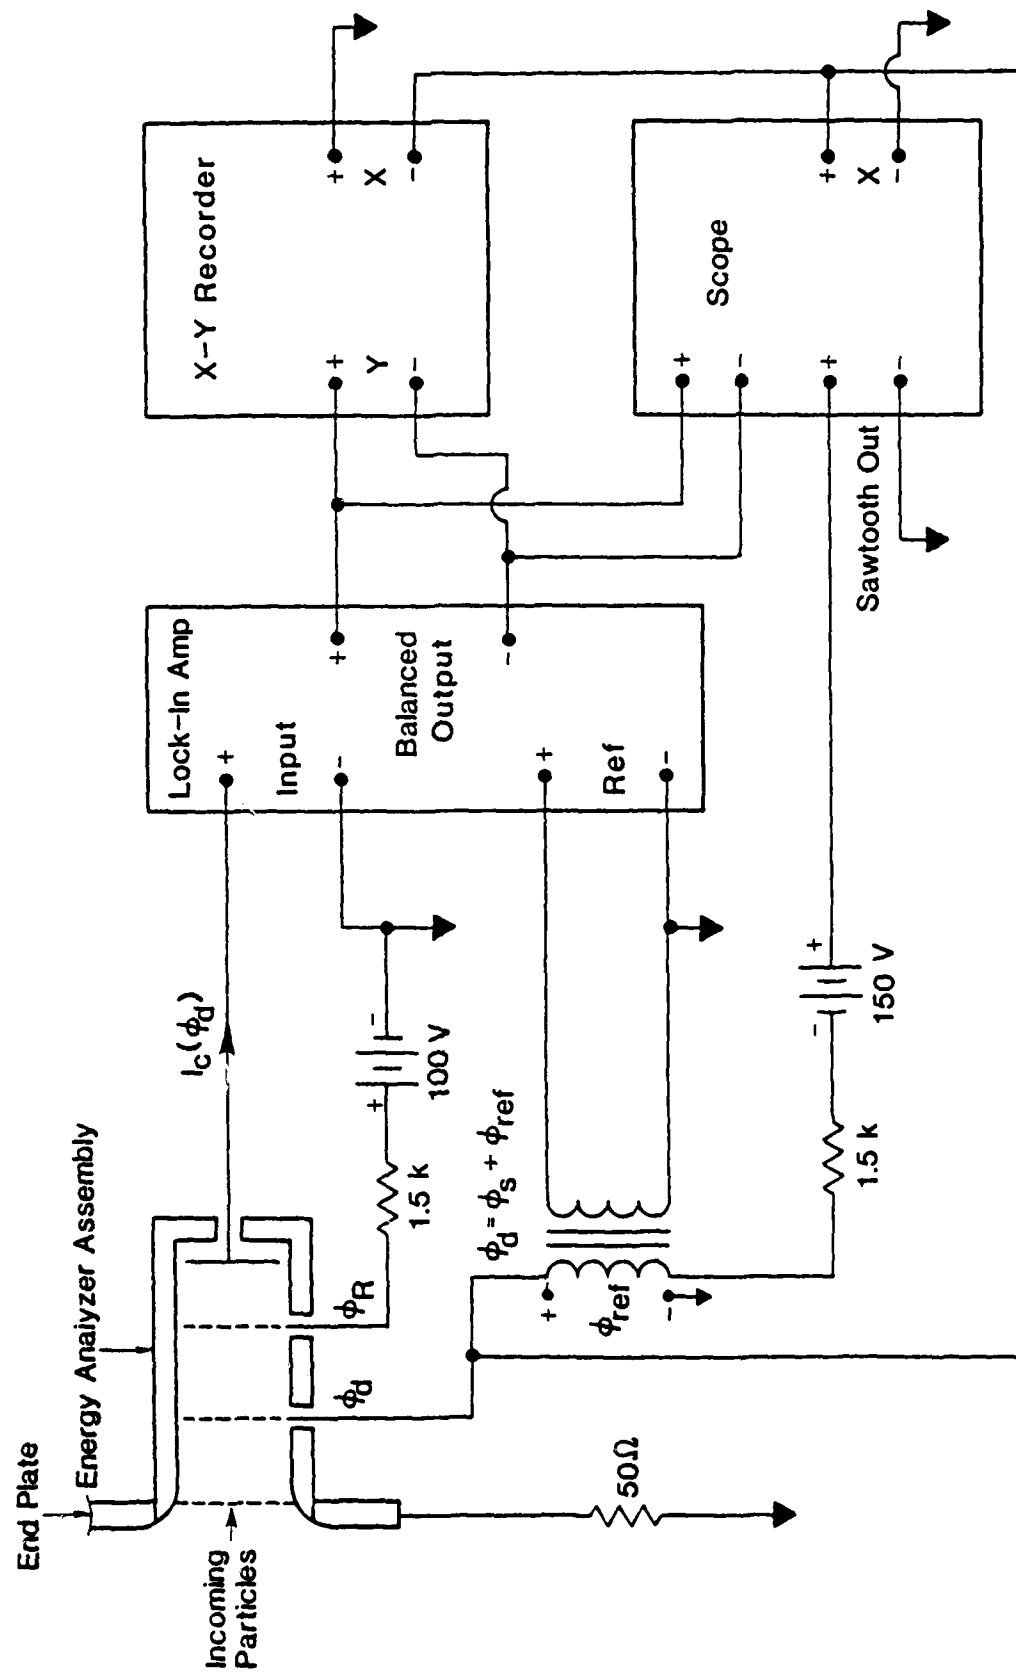 End Plate
Energy Analyzer Assembly
Incoming
Particles
ϕd
ϕR
Ic(ϕd)
50Ω
1.5 k
+
−
100 V
ϕd = ϕs + ϕref
+
ϕref
−
1.5 k
−
+
150 V
Lock-In Amp
+
Input
-
+
Balanced
Output
-
+
Ref
-
X-Y Recorder
+
Y
-
+
X
-
Scope
+
-
+
-
Sawtooth Out
+
X
-